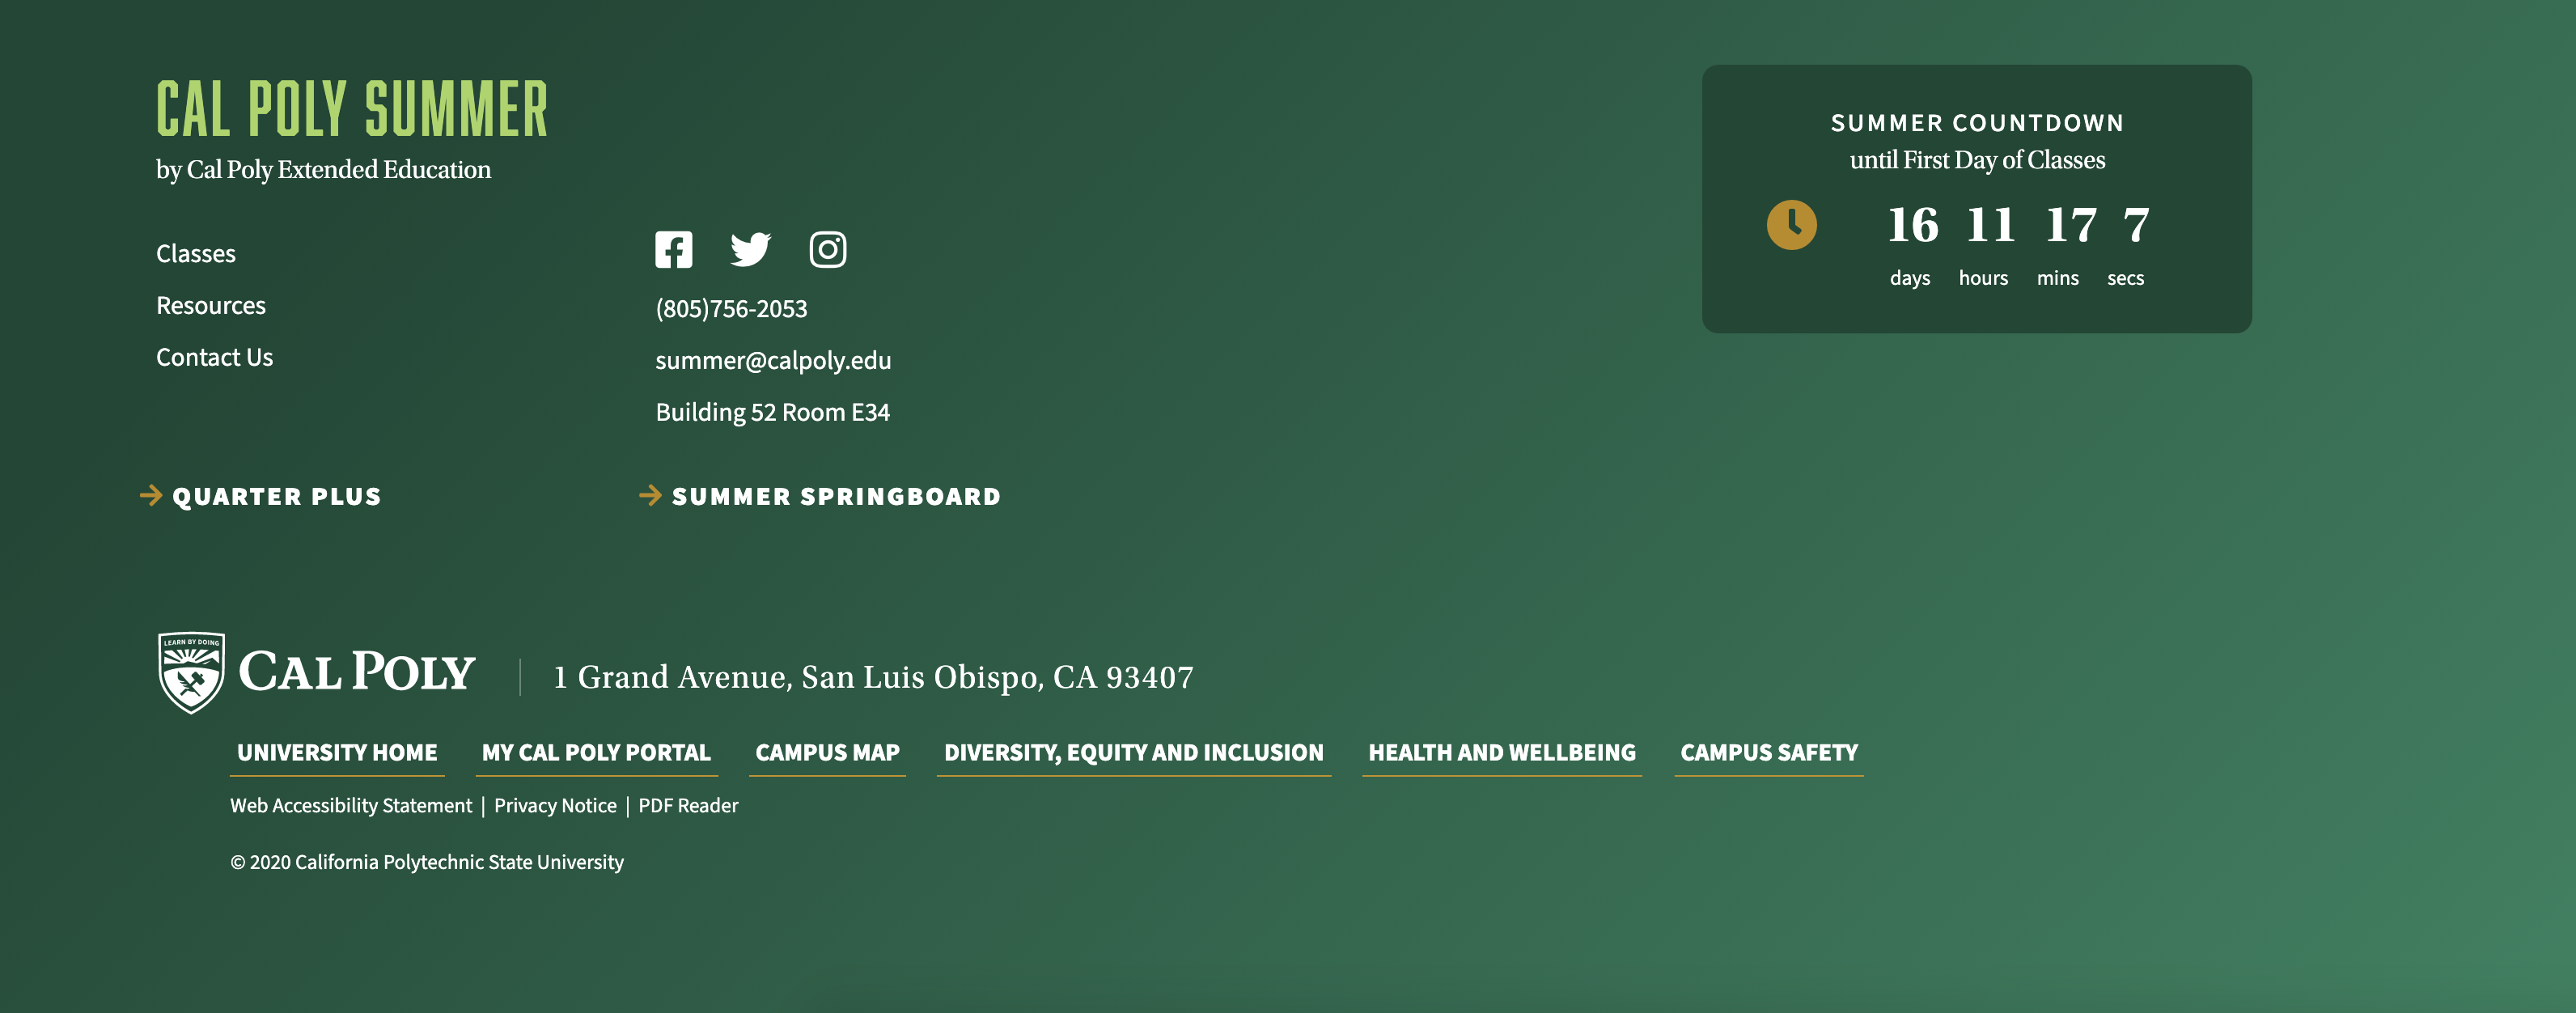 CAL POLY SUMMER
by Cal Poly Extended Education
Classes
Resources
Contact Us
(805)756-2053
summer@calpoly.edu
Building 52 Room E34
QUARTER PLUS
SUMMER SPRINGBOARD
SUMMER COUNTDOWN
until First Day of Classes
16 11 17 7
days hours mins secs
LEARN BY DOING
CAL POLY
1 Grand Avenue, San Luis Obispo, CA 93407
UNIVERSITY HOME MY CAL POLY PORTAL CAMPUS MAP DIVERSITY, EQUITY AND INCLUSION HEALTH AND WELLBEING CAMPUS SAFETY
Web Accessibility Statement | Privacy Notice | PDF Reader
© 2020 California Polytechnic State University